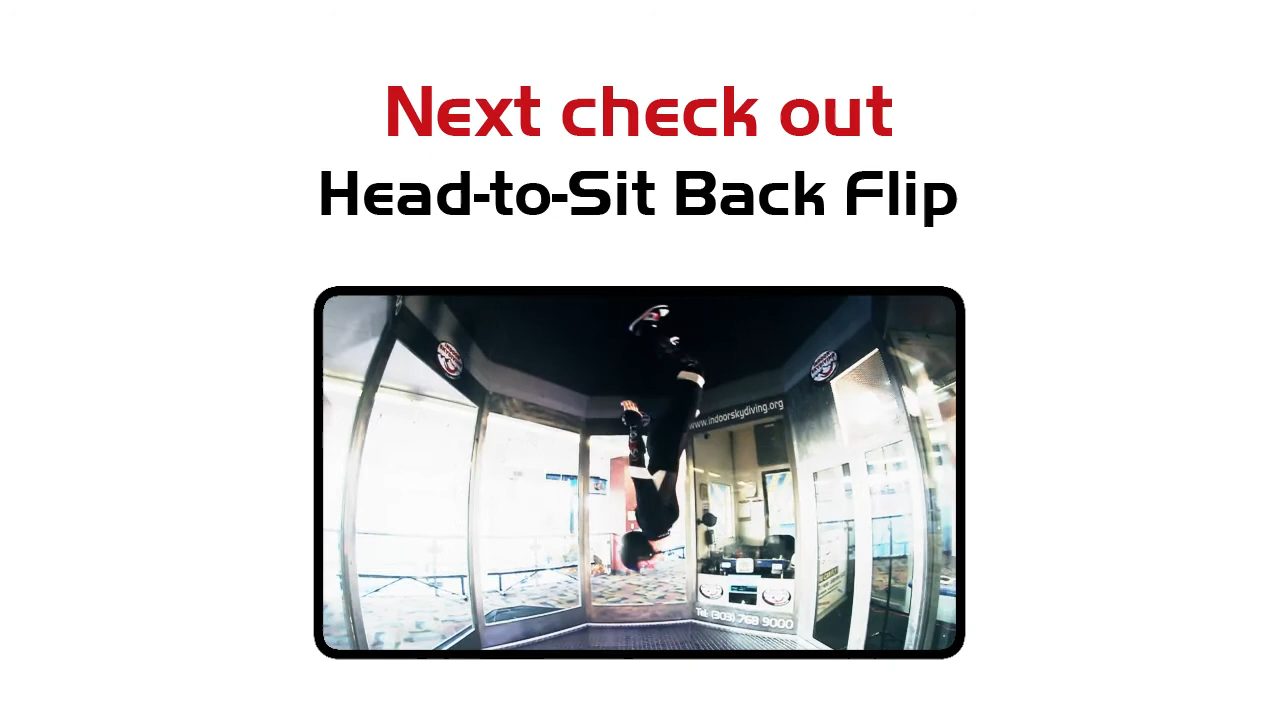 Next check out
Head-to-Sit Back Flip
www.indoorskydiving.org
Tel: (303) 768 9000